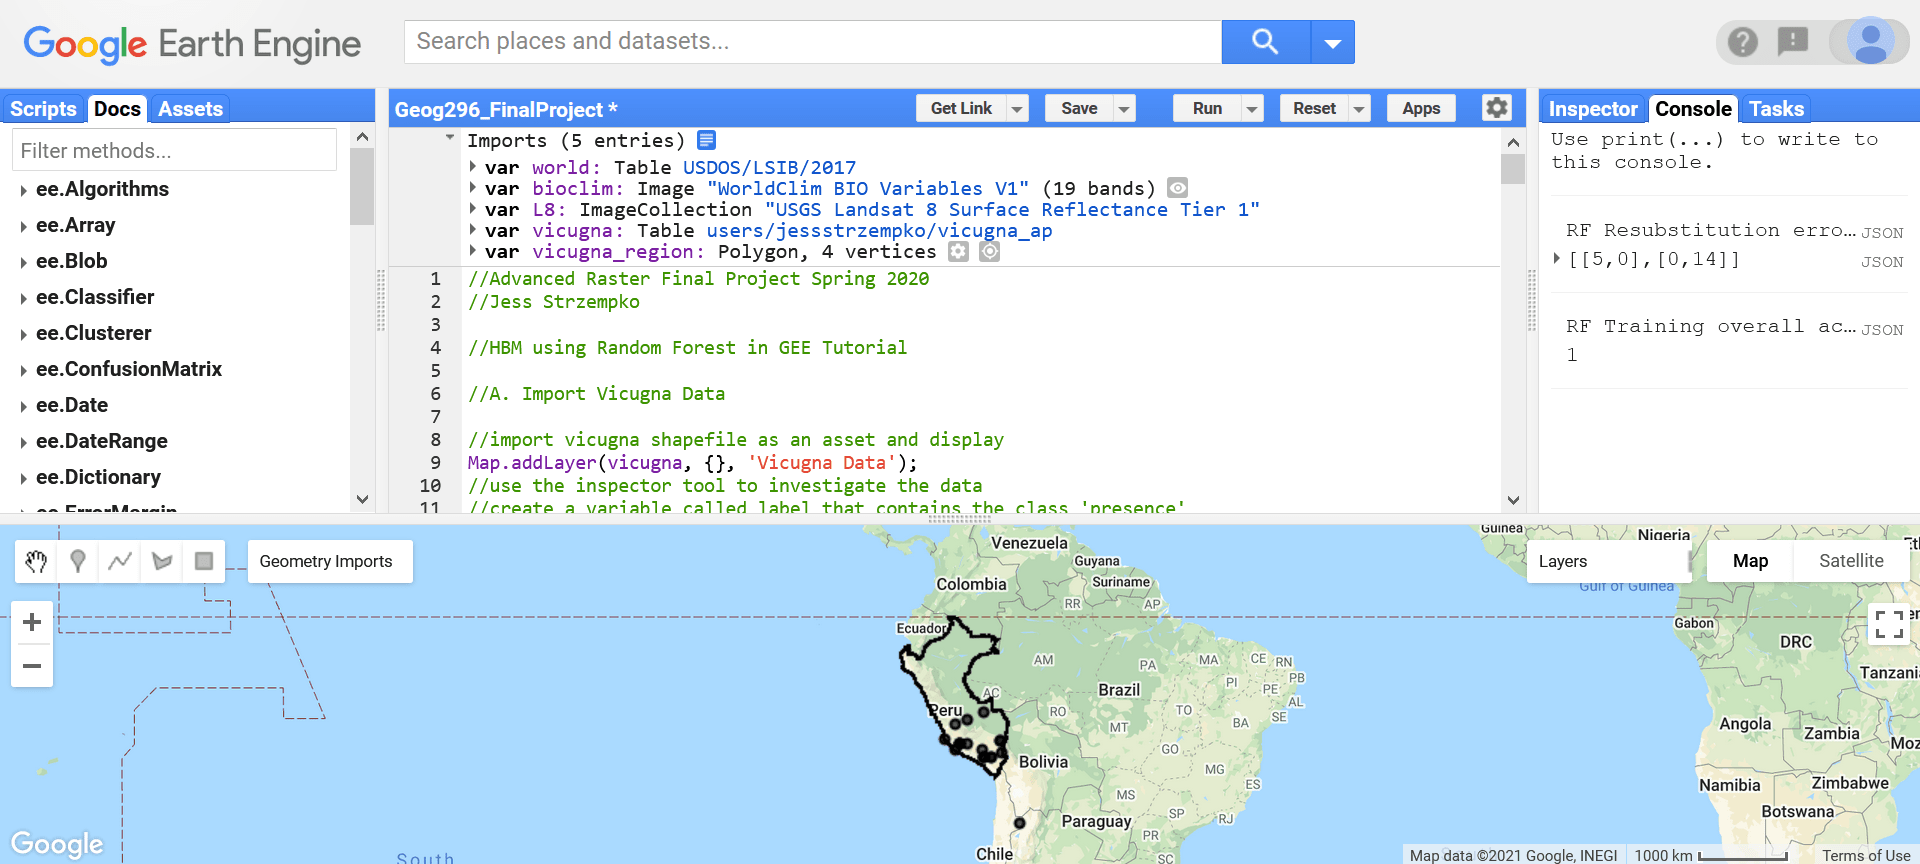 Google Earth Engine
Search places and datasets...
Scripts Docs Assets
Filter methods...
ee.Algorithms
ee.Array
ee.Blob
ee.Classifier
ee.Clusterer
ee.ConfusionMatrix
ee.Date
ee.DateRange
ee.Dictionary
ee.ErrorMargin
Geog296_FinalProject *
Get Link Save Run Reset Apps
Imports (5 entries)
var world: Table USDOS/LSIB/2017
var bioclim: Image "WorldClim BIO Variables V1" (19 bands)
var L8: ImageCollection "USGS Landsat 8 Surface Reflectance Tier 1"
var vicugna: Table users/jessstrzempko/vicugna_ap
var vicugna_region: Polygon, 4 vertices
1 //Advanced Raster Final Project Spring 2020
2 //Jess Strzempko
3
4 //HBM using Random Forest in GEE Tutorial
5
6 //A. Import Vicugna Data
7
8 //import vicugna shapefile as an asset and display
9 Map.addLayer(vicugna, {}, 'Vicugna Data');
10 //use the inspector tool to investigate the data
11 //create a variable called label that contains the class 'presence'
Inspector Console Tasks
Use print(...) to write to
this console.
RF Resubstitution erro... JSON
[[5,0],[0,14]] JSON
RF Training overall ac... JSON
1
Geometry Imports
Layers
Map Satellite
+
−
Guinea
Nigeria
Venezuela
Guyana
Colombia
Suriname
Gulf of Guinea
RR
AP
Ecuador
Gabon
DRC
AM
PA
MA
CE
RN
Tanzani
PB
PI
PE
AL
AC
Brazil
Peru
RO
TO
SE
BA
MT
Angola
Zambia
Moz
GO
Bolivia
MG
ES
Namibia
Zimbabwe
MS
Botswana
SP
RJ
Paraguay
PR
Chile
SC
South
Google
Map data ©2021 Google, INEGI 1000 km Terms of Use